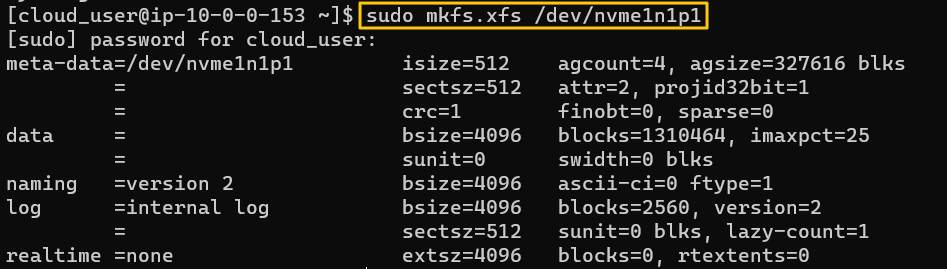 [cloud_user@ip-10-0-0-153 ~]$ sudo mkfs.xfs /dev/nvme1n1p1
[sudo] password for cloud_user:
meta-data=/dev/nvme1n1p1         isize=512    agcount=4, agsize=327616 blks
         =                       sectsz=512   attr=2, projid32bit=1
         =                       crc=1        finobt=0, sparse=0
data     =                       bsize=4096   blocks=1310464, imaxpct=25
         =                       sunit=0      swidth=0 blks
naming   =version 2              bsize=4096   ascii-ci=0 ftype=1
log      =internal log           bsize=4096   blocks=2560, version=2
         =                       sectsz=512   sunit=0 blks, lazy-count=1
realtime =none                   extsz=4096   blocks=0, rtextents=0